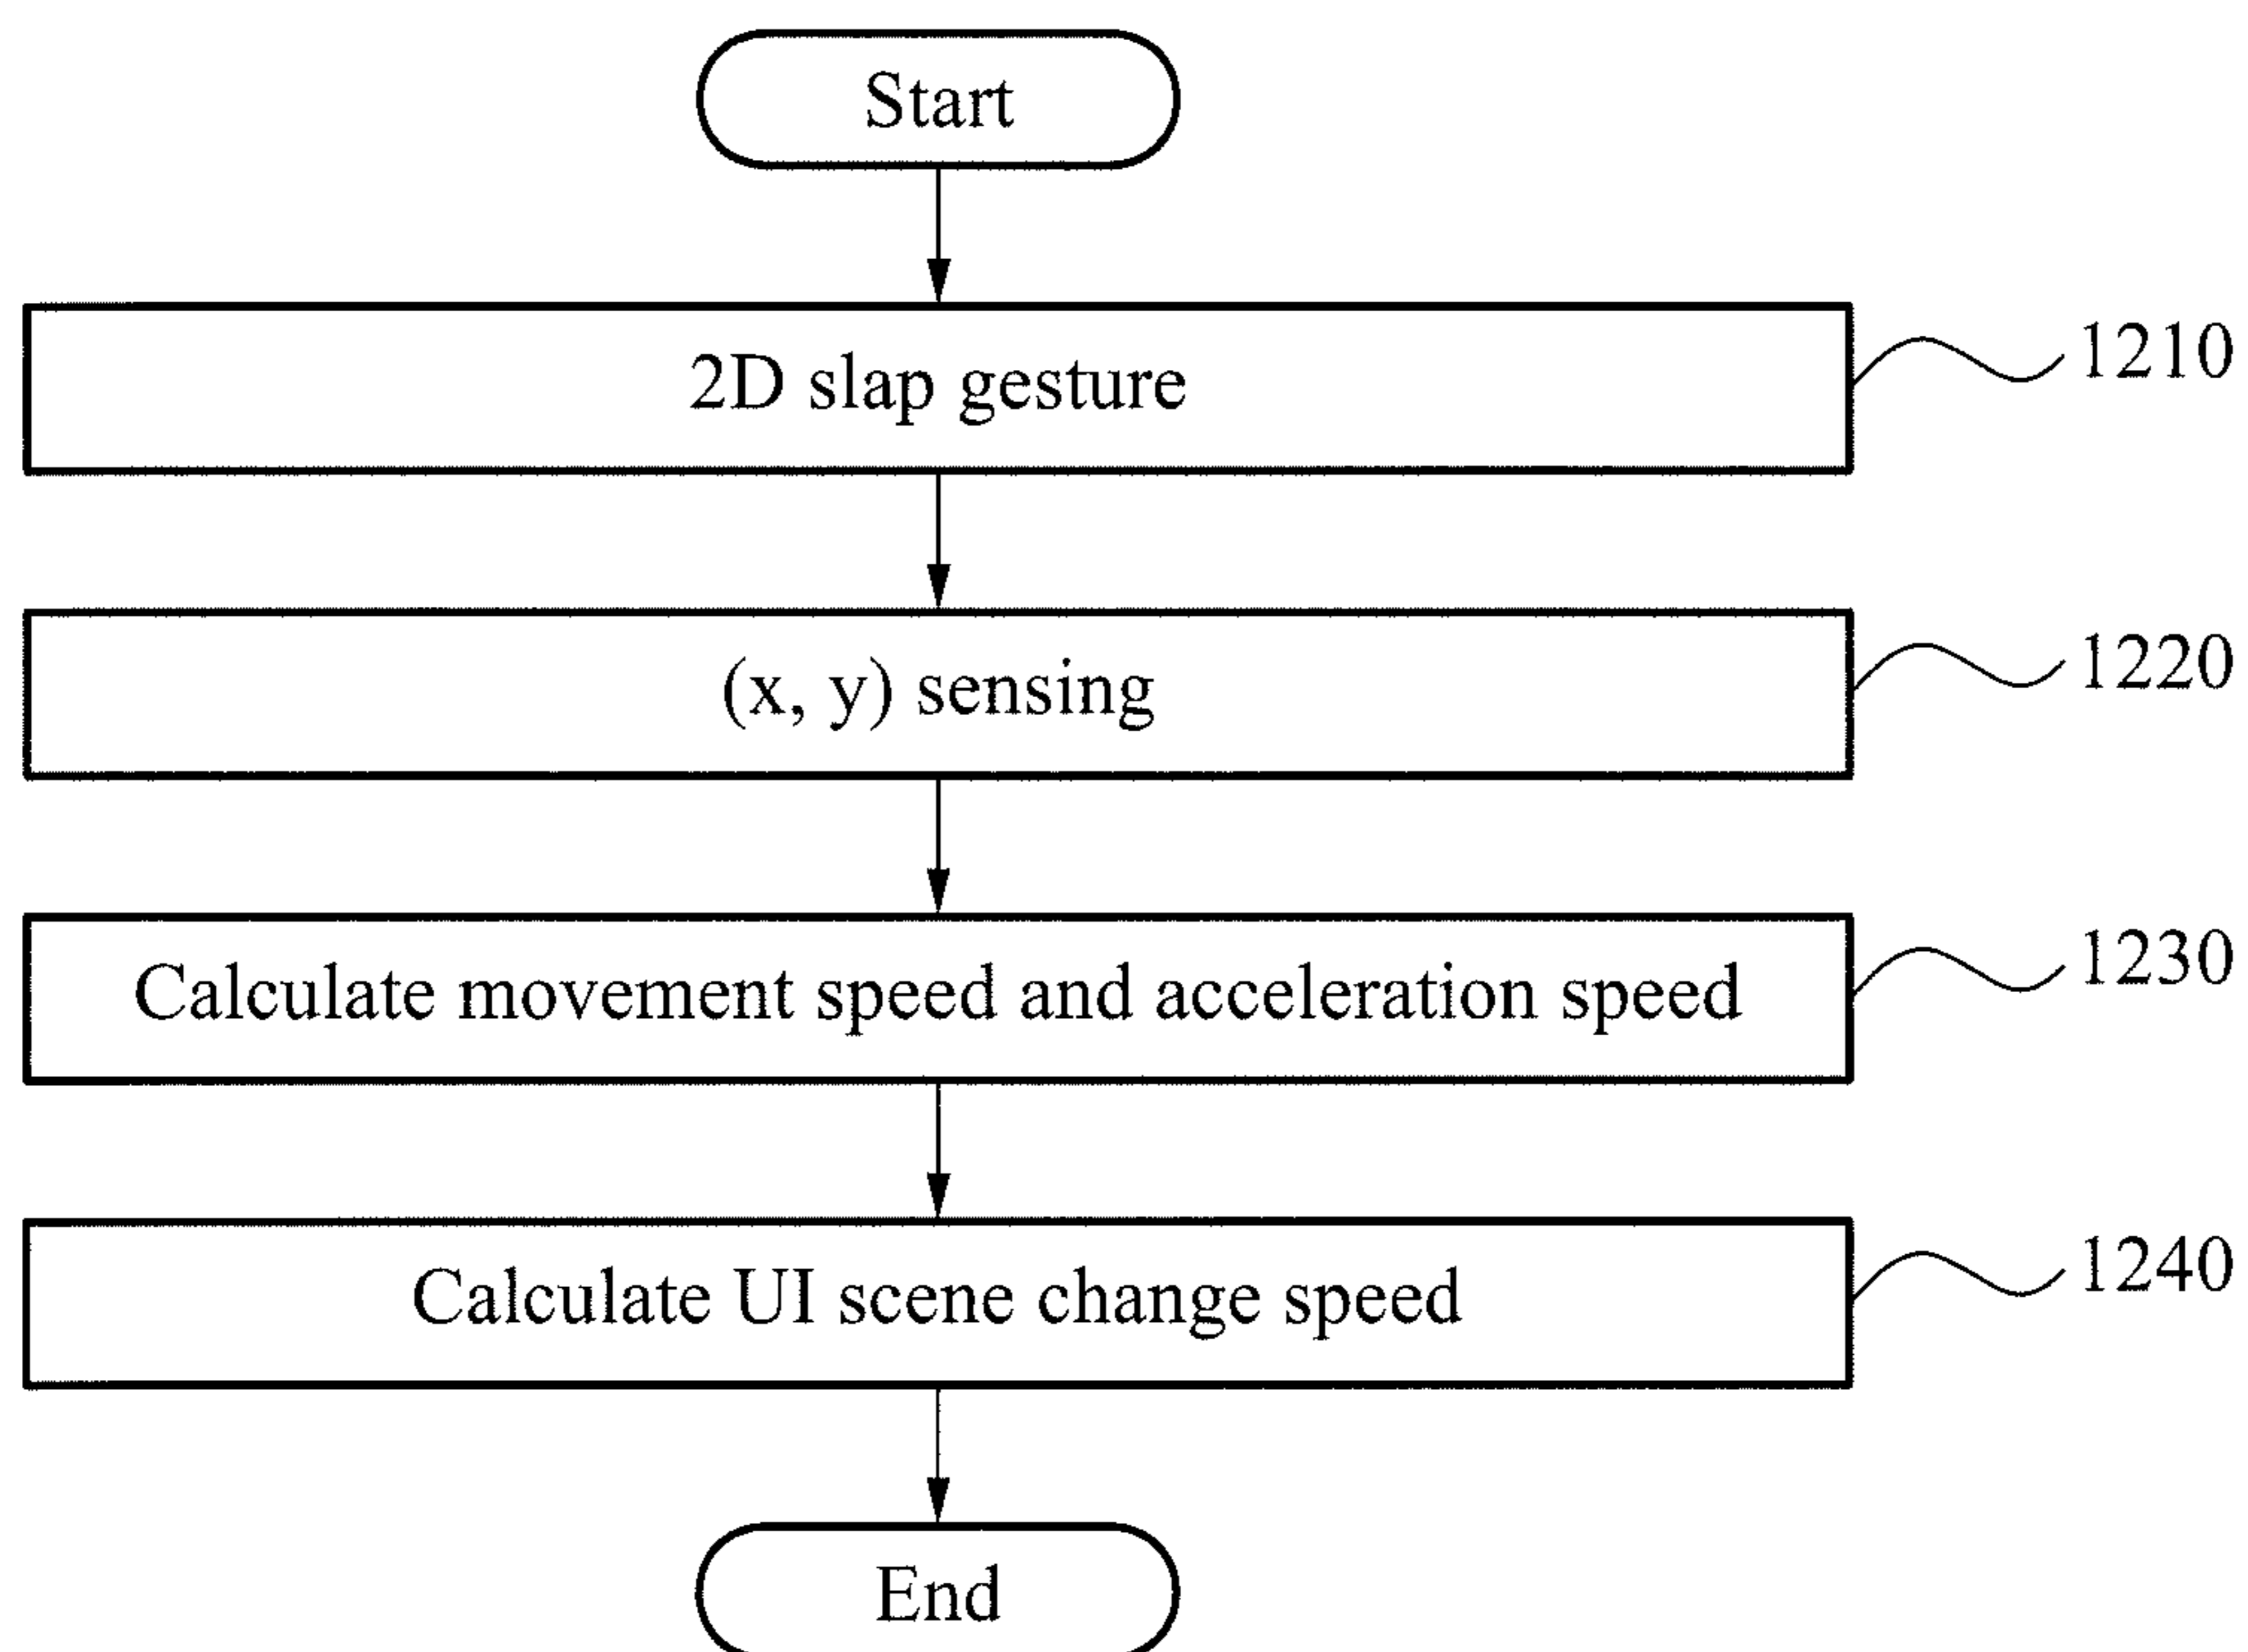 Start
2D slap gesture
1210
(x, y) sensing
1220
Calculate movement speed and acceleration speed
1230
Calculate UI scene change speed
1240
End